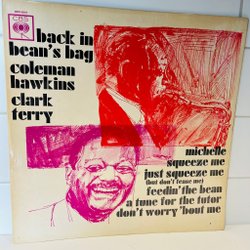 CBS
back in
bean's bag
coleman
hawkins
clark
terry
michelle
squeeze me
just squeeze me
(but don't tease me)
feedin' the bean
a tune for the tutor
don't worry 'bout me